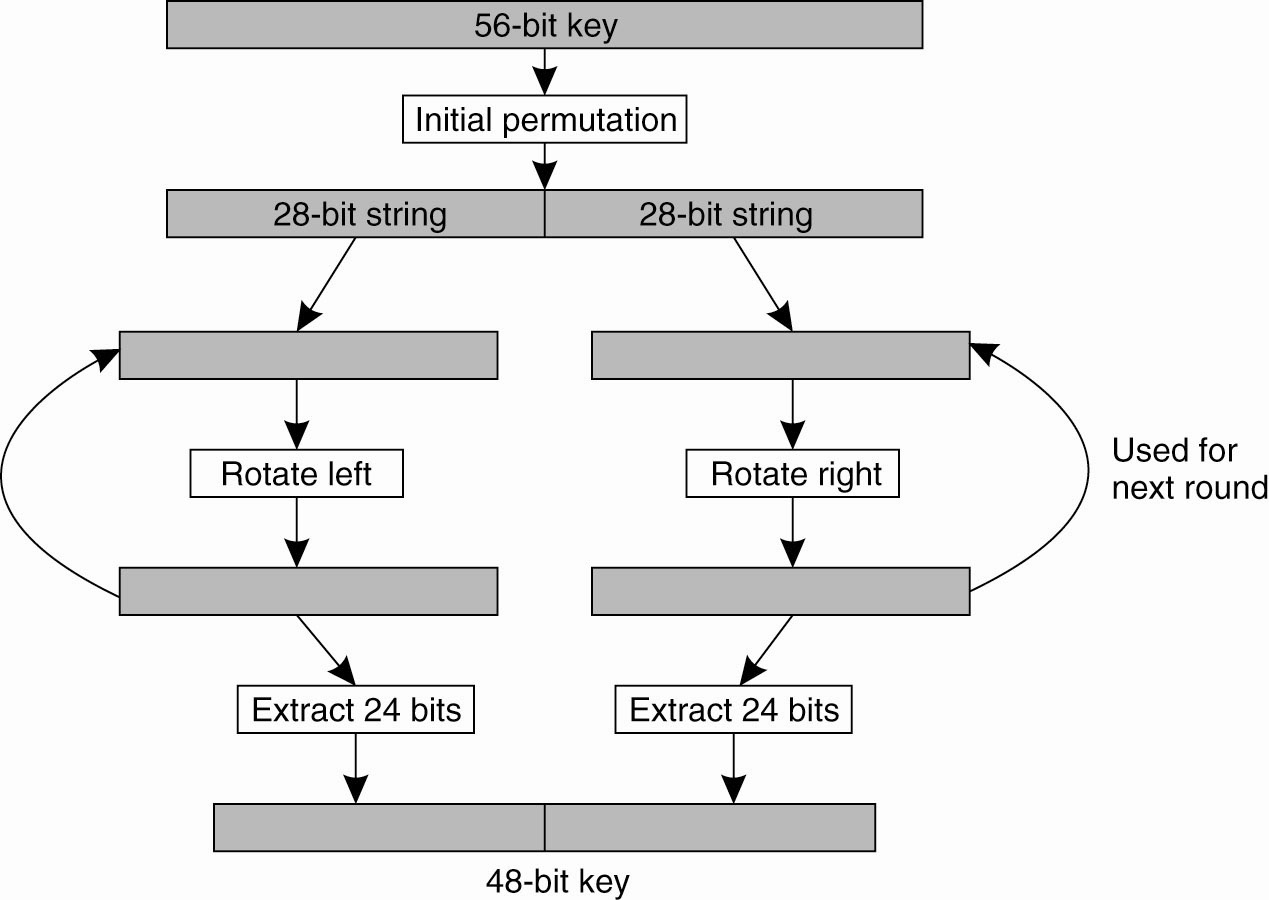 56-bit key
Initial permutation
28-bit string
28-bit string
Rotate left
Rotate right
Used for
next round
Extract 24 bits
Extract 24 bits
48-bit key